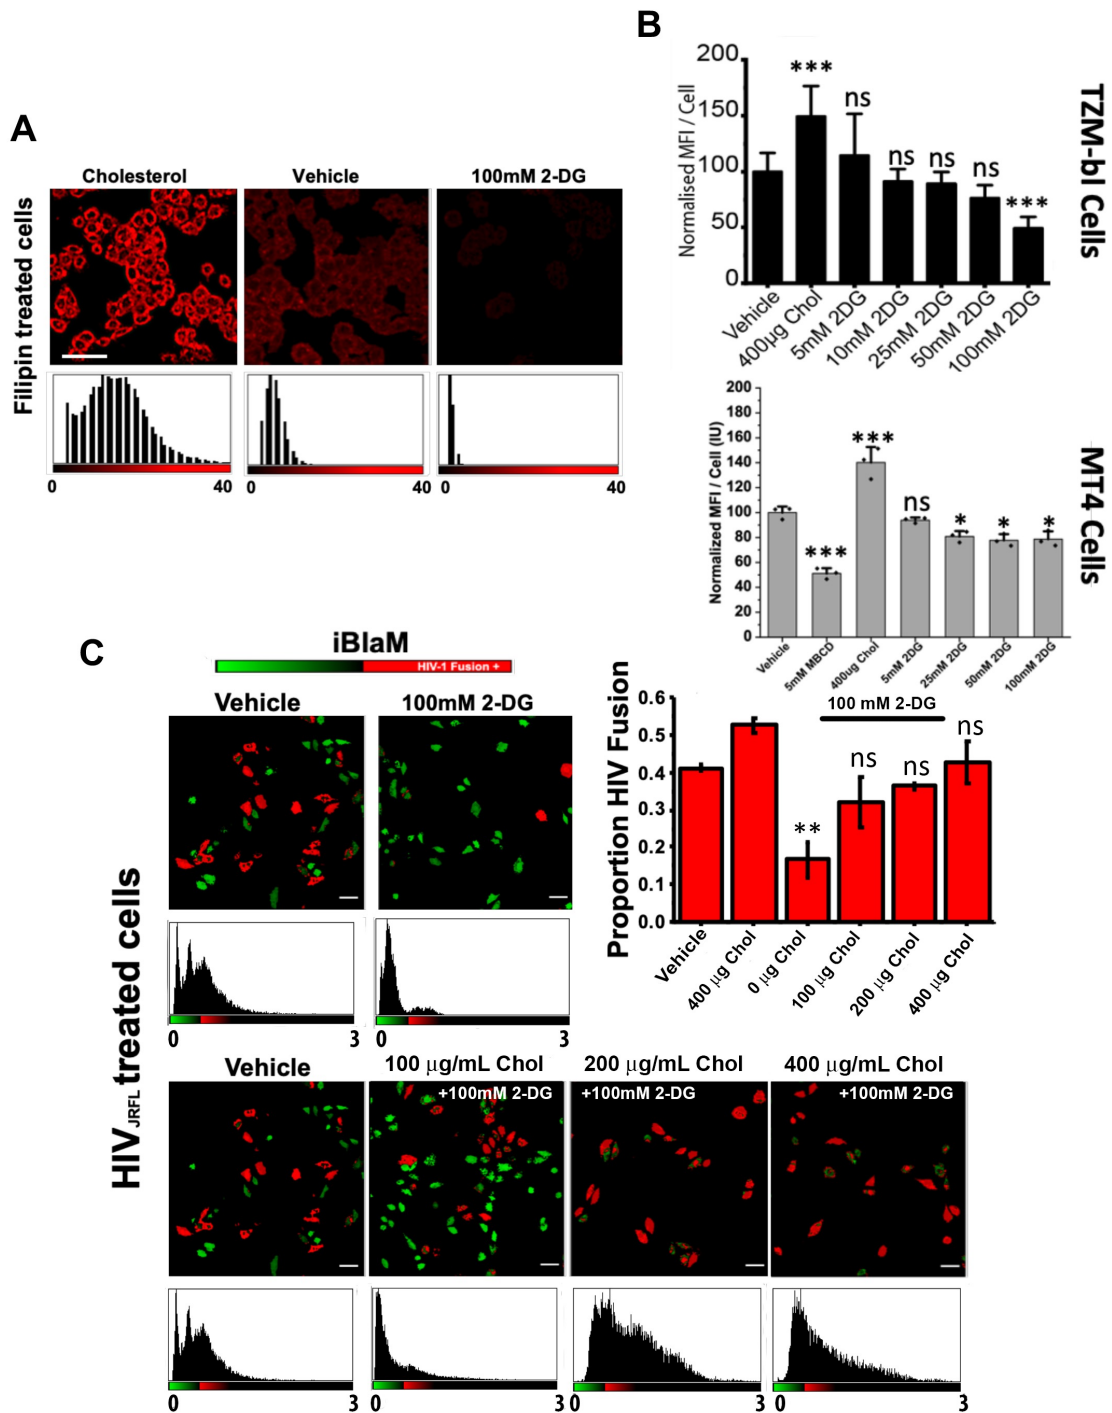 A
Filipin treated cells
Cholesterol
Vehicle
100mM 2-DG
0
40
0
40
0
40
B
Normalised MFI / Cell
200
150
100
50
0
***
ns
ns
ns
ns
***
Vehicle
400µg Chol
5mM 2DG
10mM 2DG
25mM 2DG
50mM 2DG
100mM 2DG
TZM-bl Cells
Normalized MFI / Cell (IU)
200
180
160
140
120
100
80
60
40
20
0
***
***
ns
*
*
*
Vehicle
5mM MBCD
400ug Chol
5mM 2DG
25mM 2DG
50mM 2DG
100mM 2DG
MT4 Cells
C
iBlaM
HIV-1 Fusion +
HIVJRFL treated cells
Vehicle
100mM 2-DG
0
3
0
3
Proportion HIV Fusion
0.6
0.5
0.4
0.3
0.2
0.1
0.0
100 mM 2-DG
**
ns
ns
ns
Vehicle
400 µg Chol
0 µg Chol
100 µg Chol
200 µg Chol
400 µg Chol
Vehicle
100 µg/mL Chol
+100mM 2-DG
200 µg/mL Chol
+100mM 2-DG
400 µg/mL Chol
+100mM 2-DG
0
3
0
3
0
3
0
3